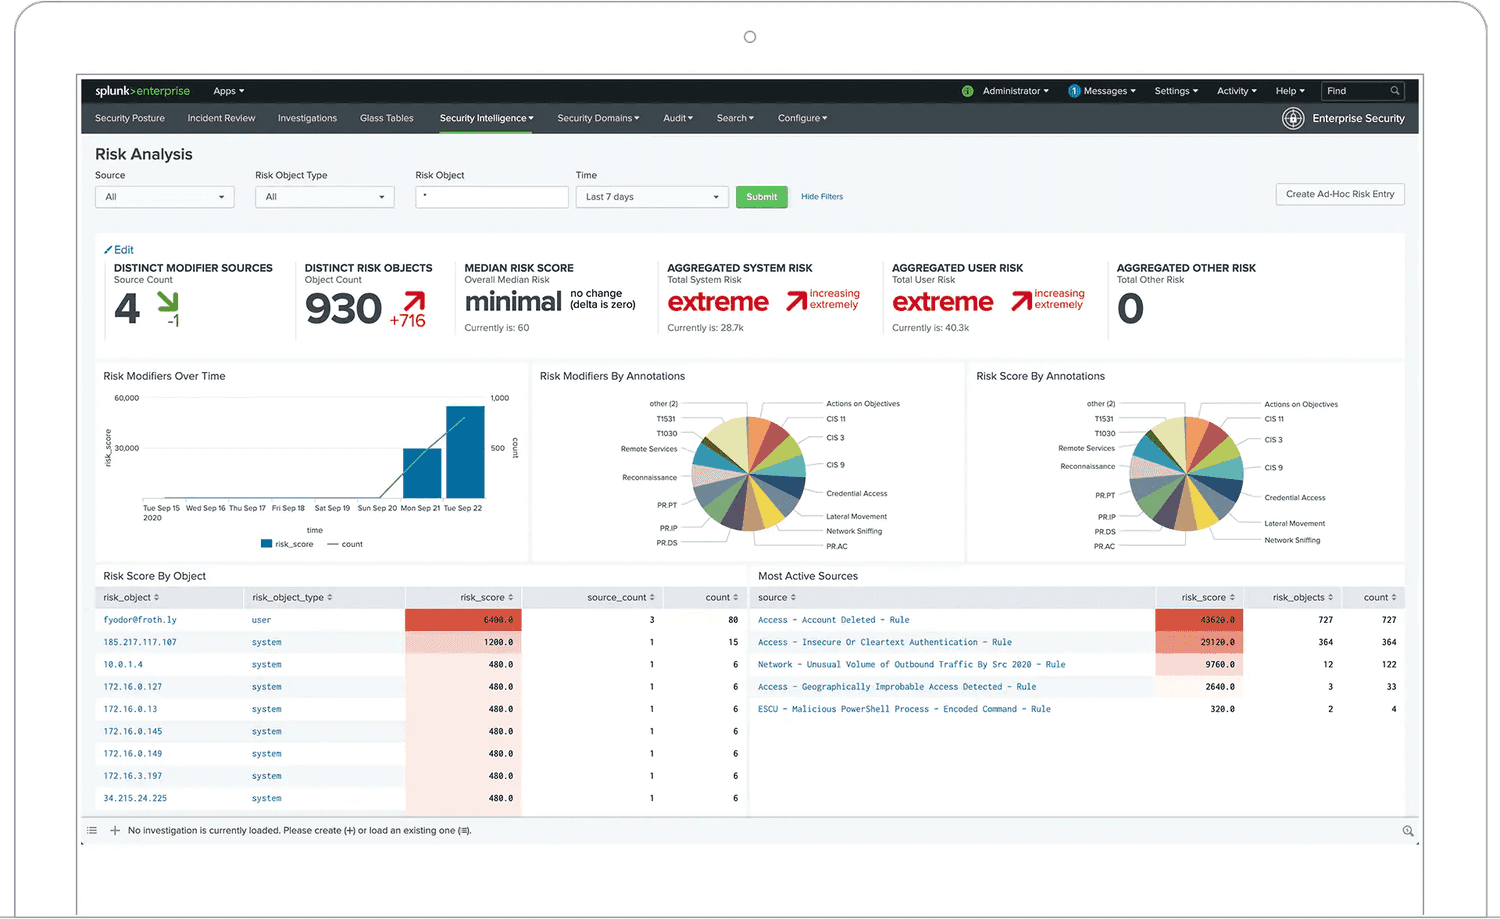 splunk>enterprise Apps Administrator 1 Messages Settings Activity Help Find
Security Posture Incident Review Investigations Glass Tables Security Intelligence Security Domains Audit Search Configure Enterprise Security
Risk Analysis
Source Risk Object Type Risk Object Time
All All * Last 7 days Submit Hide Filters Create Ad-Hoc Risk Entry
Edit
DISTINCT MODIFIER SOURCES
Source Count
4 -1
DISTINCT RISK OBJECTS
Object Count
930 +716
MEDIAN RISK SCORE
Overall Median Risk
minimal no change
(delta is zero)
Currently is: 60
AGGREGATED SYSTEM RISK
Total System Risk
extreme increasing
extremely
Currently is: 28.7k
AGGREGATED USER RISK
Total User Risk
extreme increasing
extremely
Currently is: 40.3k
AGGREGATED OTHER RISK
Total Other Risk
0
Risk Modifiers Over Time
60,000 1,000
30,000 500
risk_score
count
Tue Sep 15 Wed Sep 16 Thu Sep 17 Fri Sep 18 Sat Sep 19 Sun Sep 20 Mon Sep 21 Tue Sep 22
2020
time
risk_score count
Risk Modifiers By Annotations
other (2) Actions on Objectives
T1531 CIS 11
T1030 CIS 3
Remote Services
CIS 9
Reconnaissance
Credential Access
PR.PT
Lateral Movement
PR.IP Network Sniffing
PR.DS PR.AC
Risk Score By Annotations
other (2) Actions on Objectives
T1531 CIS 11
T1030 CIS 3
Remote Services
Reconnaissance CIS 9
PR.PT Credential Access
PR.IP Lateral Movement
PR.DS
PR.AC Network Sniffing
Risk Score By Object
risk_object risk_object_type risk_score source_count count
fyodor@froth.ly user 6400.0 3 80
185.217.117.107 system 1200.0 1 15
10.0.1.4 system 480.0 1 6
172.16.0.127 system 480.0 1 6
172.16.0.13 system 480.0 1 6
172.16.0.145 system 480.0 1 6
172.16.0.149 system 480.0 1 6
172.16.3.197 system 480.0 1 6
34.215.24.225 system 480.0 1 6
Most Active Sources
source risk_score risk_objects count
Access - Account Deleted - Rule 43620.0 727 727
Access - Insecure Or Cleartext Authentication - Rule 29120.0 364 364
Network - Unusual Volume of Outbound Traffic By Src 2020 - Rule 9760.0 12 122
Access - Geographically Improbable Access Detected - Rule 2640.0 3 33
ESCU - Malicious PowerShell Process - Encoded Command - Rule 320.0 2 4
No investigation is currently loaded. Please create (+) or load an existing one (≡).